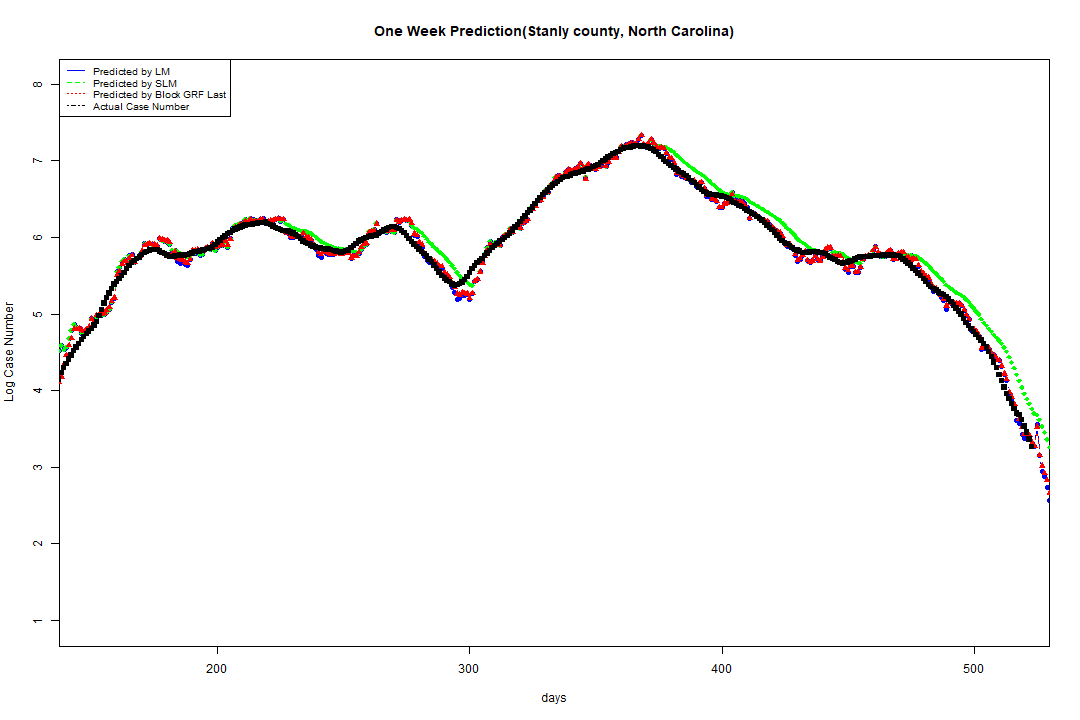 One Week Prediction(Stanly county, North Carolina)
Predicted by LM
Predicted by SLM
Predicted by Block GRF Last
Actual Case Number
8
7
6
5
4
3
2
1
Log Case Number
200
300
400
500
days